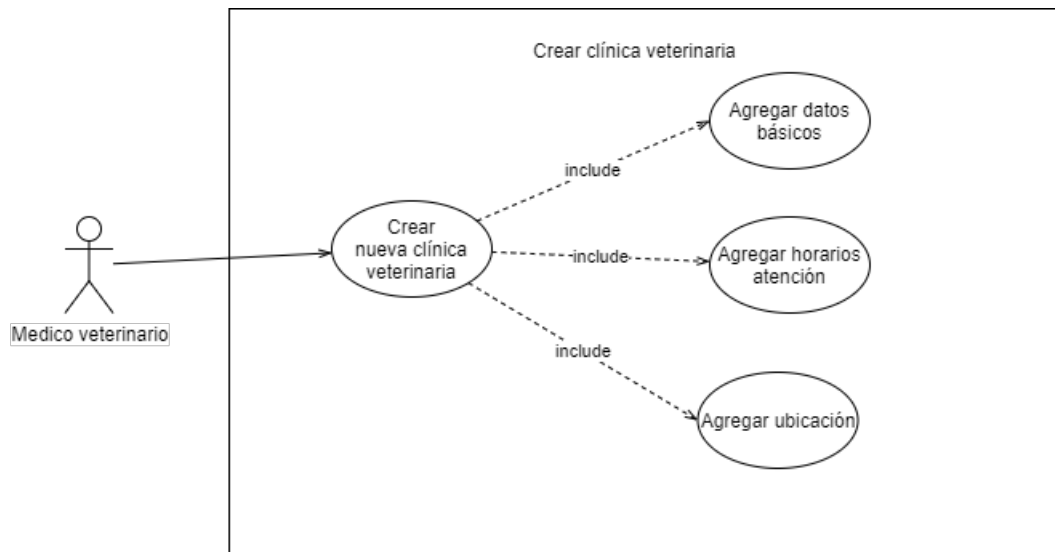 Crear clínica veterinaria
Agregar datos
básicos
include
Crear
nueva clínica
veterinaria
include
Agregar horarios
atención
Medico veterinario
include
Agregar ubicación